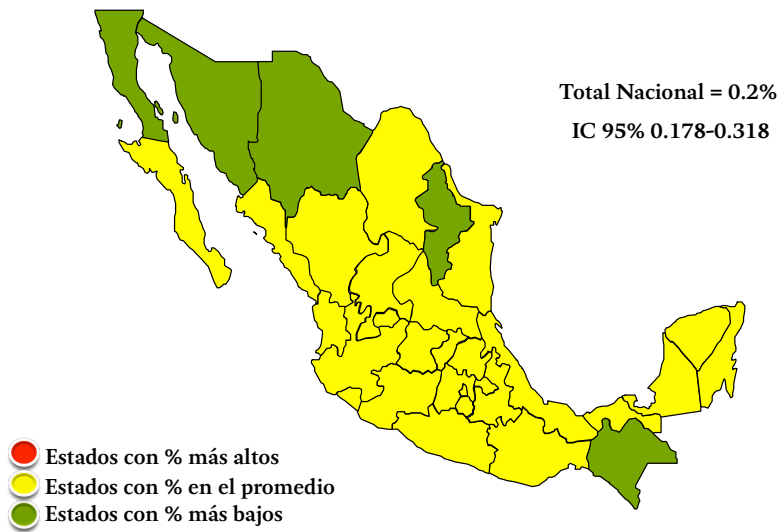 Total Nacional = 0.2%
IC 95% 0.178-0.318
Estados con % más altos
Estados con % en el promedio
Estados con % más bajos